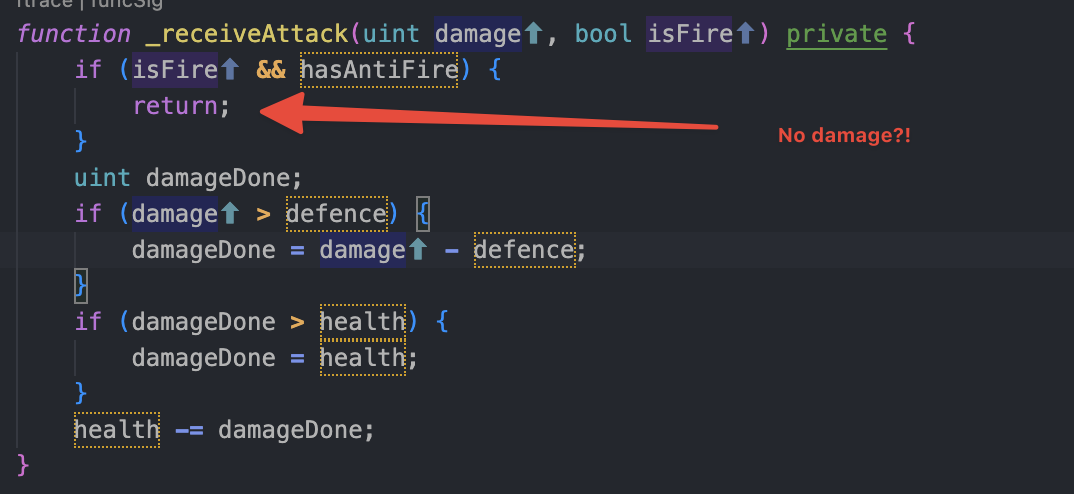 ftrace | funcSig
function _receiveAttack(uint damage⬆, bool isFire⬆) private {
if (isFire⬆ && hasAntiFire) {
return;
No damage?!
}
uint damageDone;
if (damage⬆ > defence) {
damageDone = damage⬆ - defence;
}
if (damageDone > health) {
damageDone = health;
}
health -= damageDone;
}